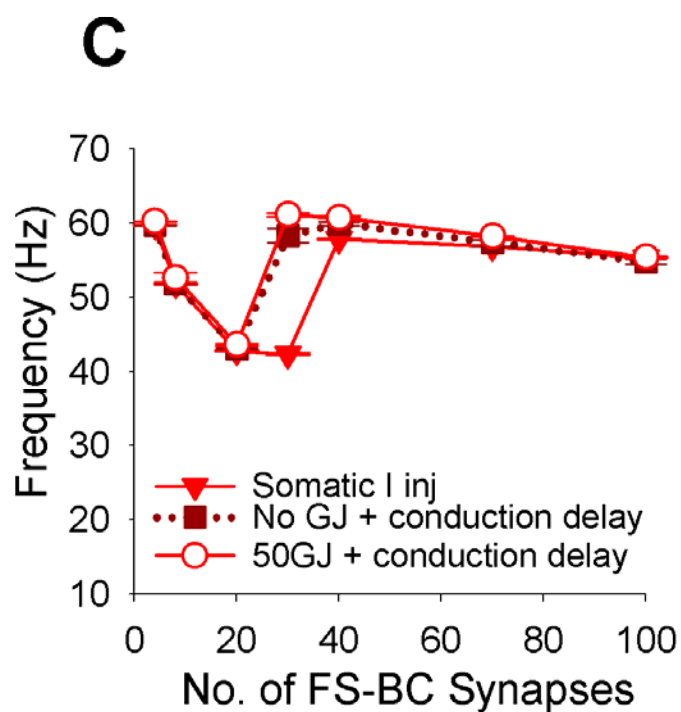 C
70
60
50
40
30
20
10
Frequency (Hz)
Somatic I inj
No GJ + conduction delay
50GJ + conduction delay
0 20 40 60 80 100
No. of FS-BC Synapses